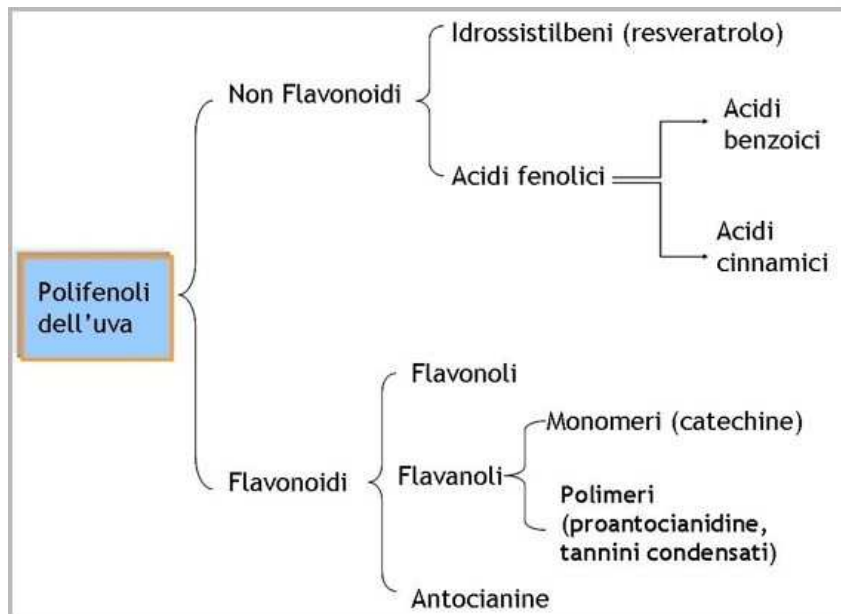 Polifenoli
dell'uva
Non Flavonoidi
Idrossistilbeni (resveratrolo)
Acidi fenolici
Acidi
benzoici
Acidi
cinnamici
Flavonoidi
Flavonoli
Flavanoli
Monomeri (catechine)
Polimeri
(proantocianidine,
tannini condensati)
Antocianine